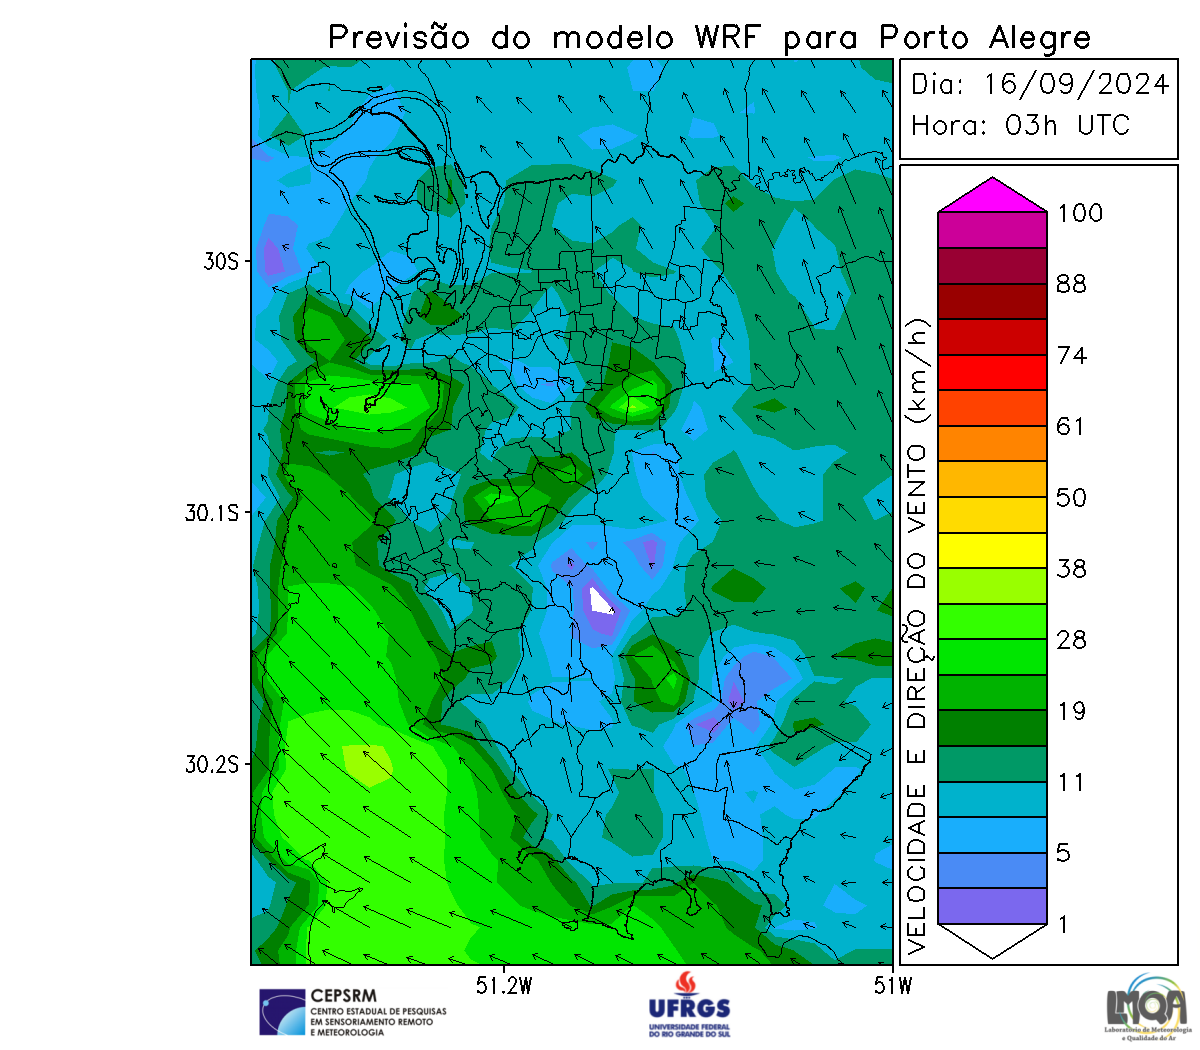 Previsão do modelo WRF para Porto Alegre
Dia: 16/09/2024
Hora: 03h UTC
30S
30.1S
30.2S
51.2W
51W
VELOCIDADE E DIREÇÃO DO VENTO (km/h)
100
88
74
61
50
38
28
19
11
5
1
CEPSRM
CENTRO ESTADUAL DE PESQUISAS
EM SENSORIAMENTO REMOTO
E METEOROLOGIA
UFRGS
UNIVERSIDADE FEDERAL
DO RIO GRANDE DO SUL
LMQA
Laboratório de Meteorologia
e Qualidade do Ar